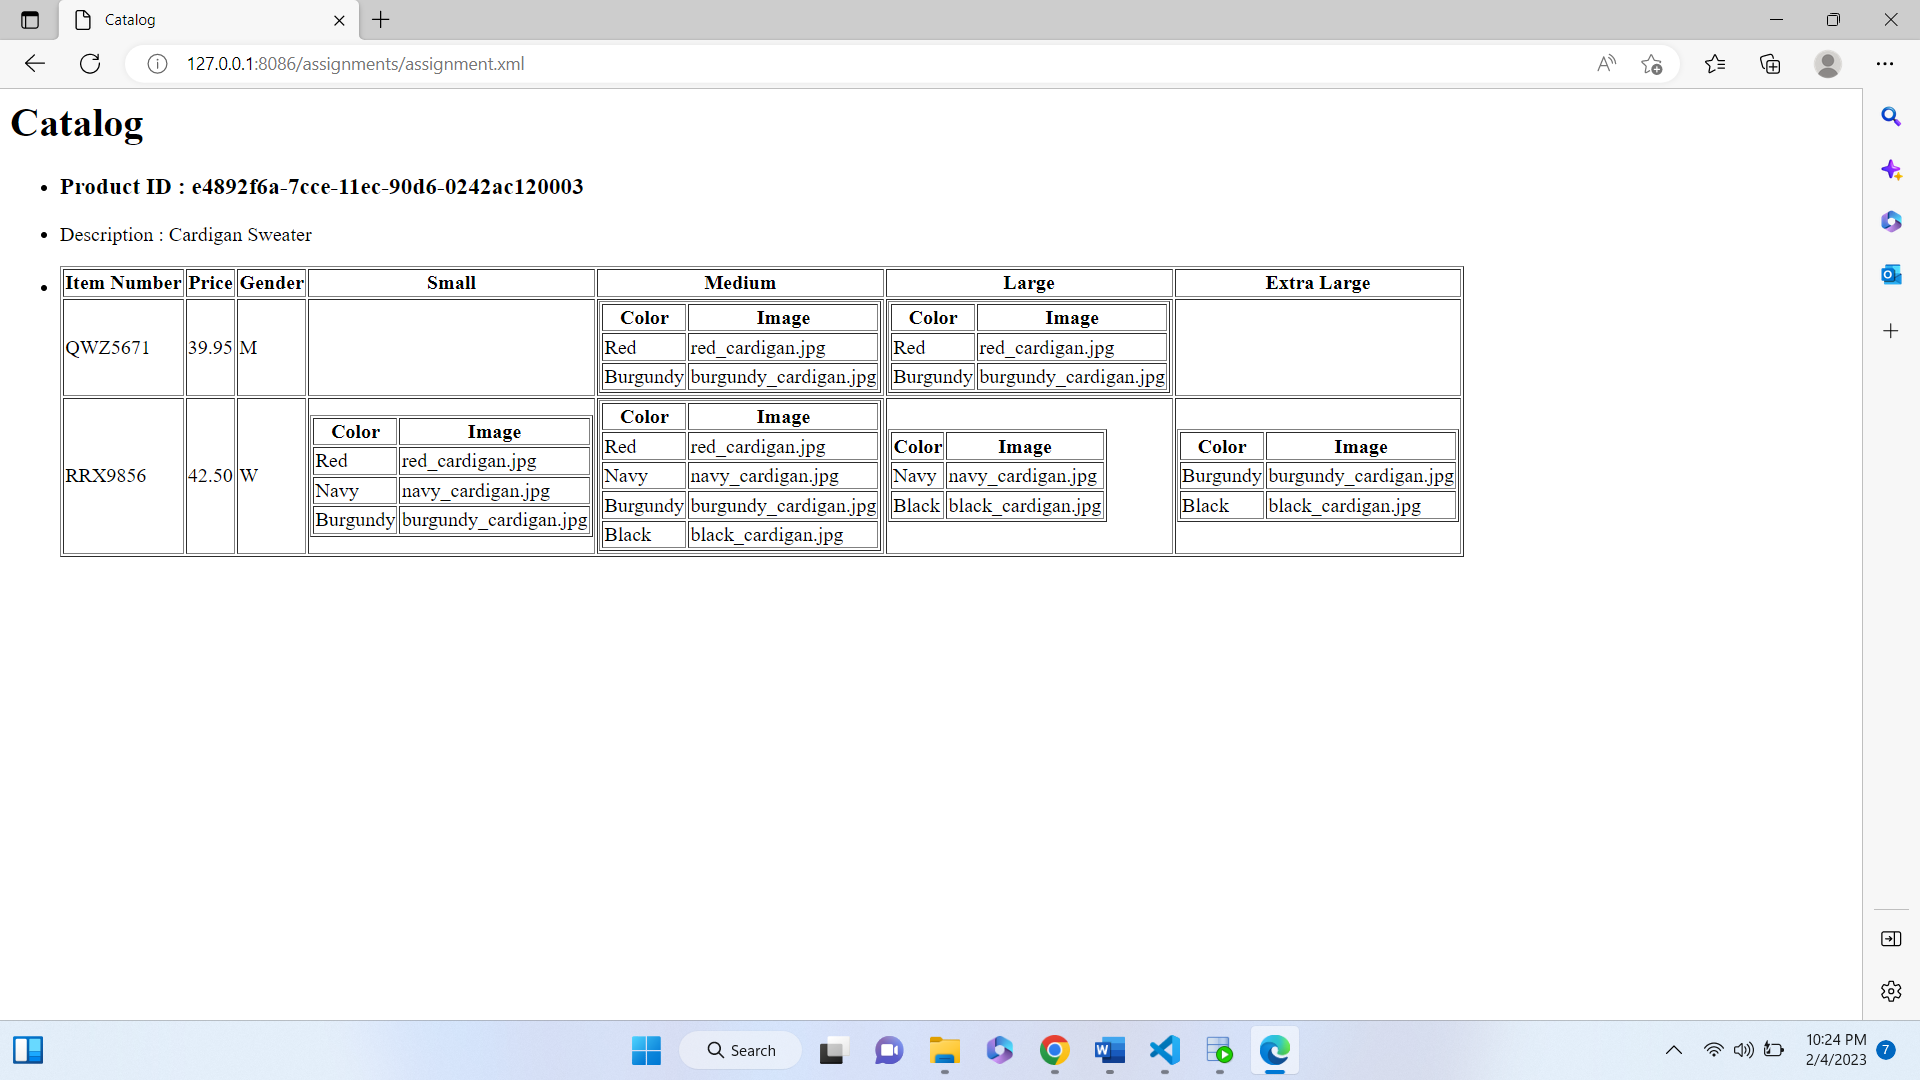 Catalog
127.0.0.1:8086/assignments/assignment.xml
Catalog
Product ID : e4892f6a-7cce-11ec-90d6-0242ac120003
Description : Cardigan Sweater
Item Number Price Gender Small Medium Large Extra Large
QWZ5671 39.95 M
Color Image
Red red_cardigan.jpg
Burgundy burgundy_cardigan.jpg
Color Image
Red red_cardigan.jpg
Burgundy burgundy_cardigan.jpg
RRX9856 42.50 W
Color Image
Red red_cardigan.jpg
Navy navy_cardigan.jpg
Burgundy burgundy_cardigan.jpg
Color Image
Red red_cardigan.jpg
Navy navy_cardigan.jpg
Burgundy burgundy_cardigan.jpg
Black black_cardigan.jpg
Color Image
Navy navy_cardigan.jpg
Black black_cardigan.jpg
Color Image
Burgundy burgundy_cardigan.jpg
Black black_cardigan.jpg
Search
10:24 PM
2/4/2023
7